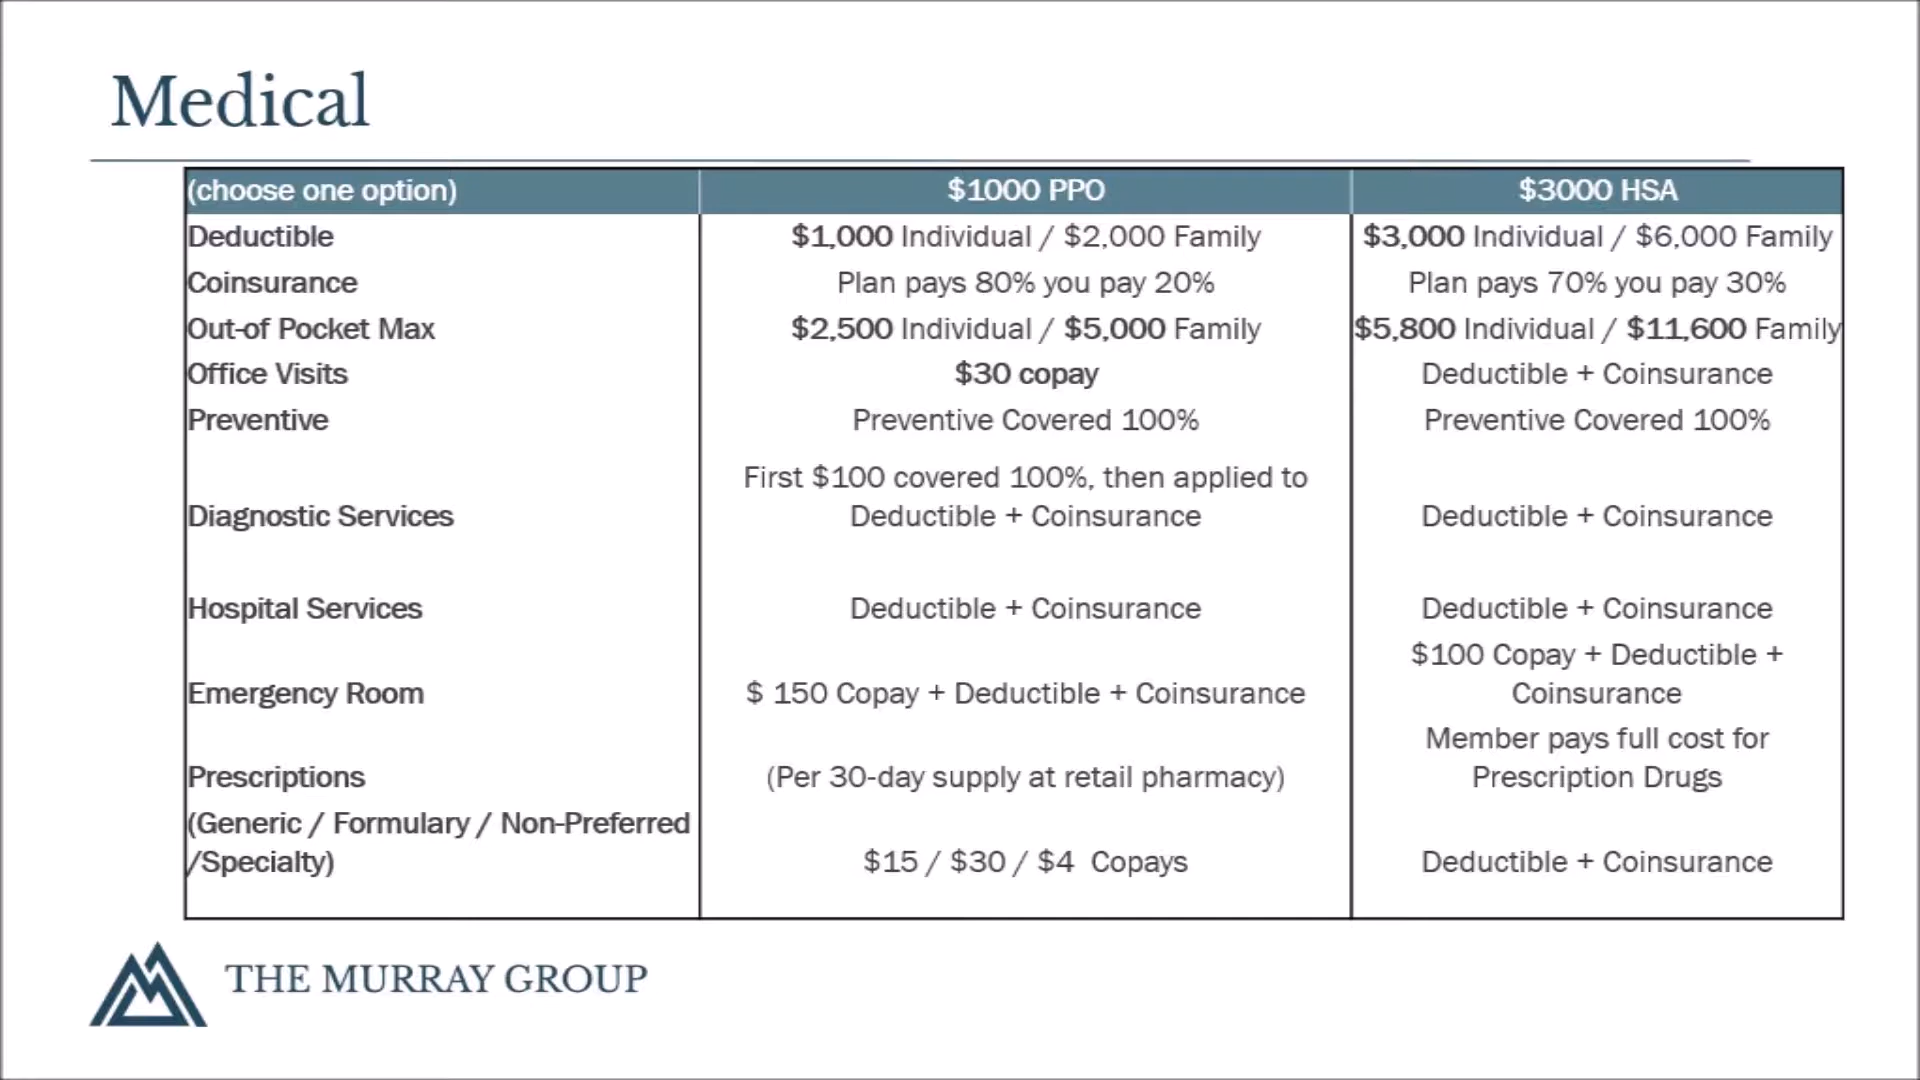 Medical
(choose one option) $1000 PPO $3000 HSA
Deductible $1,000 Individual / $2,000 Family $3,000 Individual / $6,000 Family
Coinsurance Plan pays 80% you pay 20% Plan pays 70% you pay 30%
Out-of Pocket Max $2,500 Individual / $5,000 Family $5,800 Individual / $11,600 Family
Office Visits $30 copay Deductible + Coinsurance
Preventive Preventive Covered 100% Preventive Covered 100%
First $100 covered 100%, then applied to
Diagnostic Services Deductible + Coinsurance Deductible + Coinsurance
Hospital Services Deductible + Coinsurance Deductible + Coinsurance
$100 Copay + Deductible +
Emergency Room $ 150 Copay + Deductible + Coinsurance Coinsurance
Member pays full cost for
Prescriptions (Per 30-day supply at retail pharmacy) Prescription Drugs
(Generic / Formulary / Non-Preferred
/Specialty) $15 / $30 / $4 Copays Deductible + Coinsurance
THE MURRAY GROUP